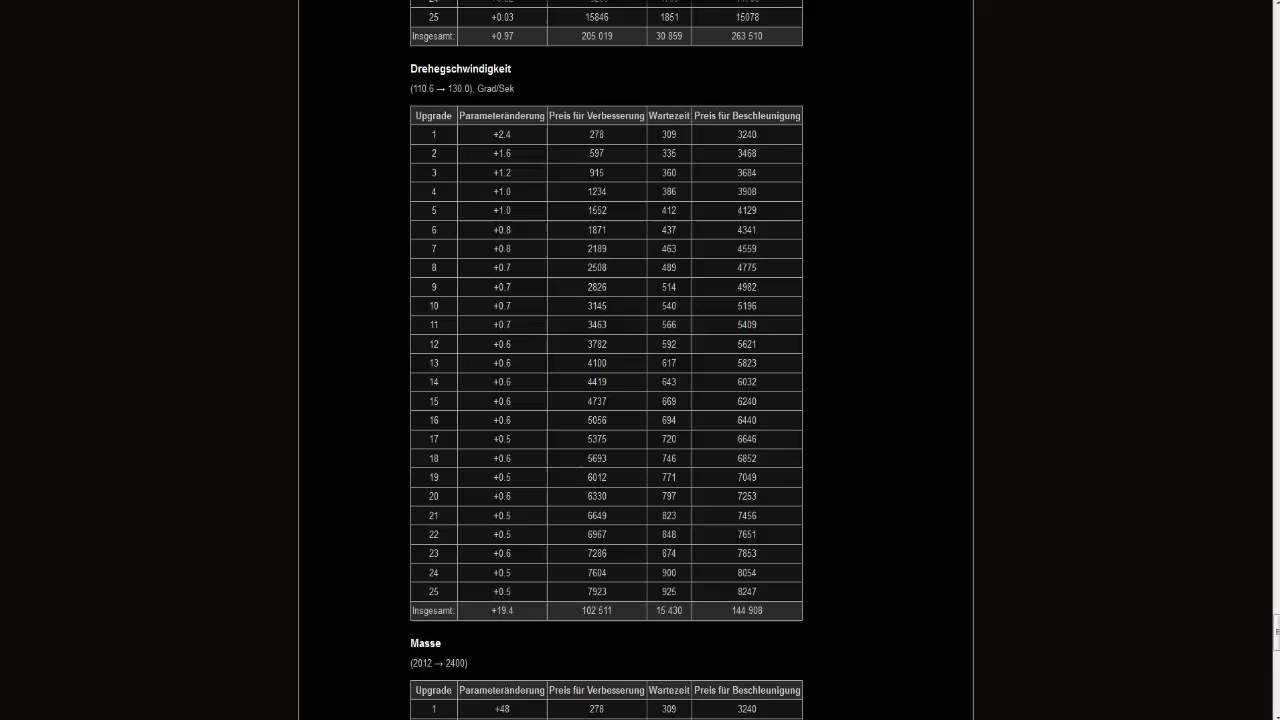 25 +0.03 15846 1851 15078
Insgesamt: +0.97 205 019 30 859 263 510
Drehegschwindigkeit
(110.6 → 130.0), Grad/Sek
Upgrade Parameteränderung Preis für Verbesserung Wartezeit Preis für Beschleunigung
1 +2.4 278 309 3240
2 +1.6 597 335 3468
3 +1.2 915 360 3684
4 +1.0 1234 386 3908
5 +1.0 1552 412 4129
6 +0.8 1871 437 4341
7 +0.8 2189 463 4559
8 +0.7 2508 489 4775
9 +0.7 2826 514 4982
10 +0.7 3145 540 5196
11 +0.7 3463 566 5409
12 +0.6 3782 592 5621
13 +0.6 4100 617 5823
14 +0.6 4419 643 6032
15 +0.6 4737 669 6240
16 +0.6 5056 694 6440
17 +0.5 5375 720 6646
18 +0.6 5693 746 6852
19 +0.5 6012 771 7049
20 +0.6 6330 797 7253
21 +0.5 6649 823 7456
22 +0.5 6967 848 7651
23 +0.6 7286 874 7853
24 +0.5 7604 900 8054
25 +0.5 7923 925 8247
Insgesamt: +19.4 102 511 15 430 144 908
Masse
(2012 → 2400)
Upgrade Parameteränderung Preis für Verbesserung Wartezeit Preis für Beschleunigung
1 +48 278 309 3240